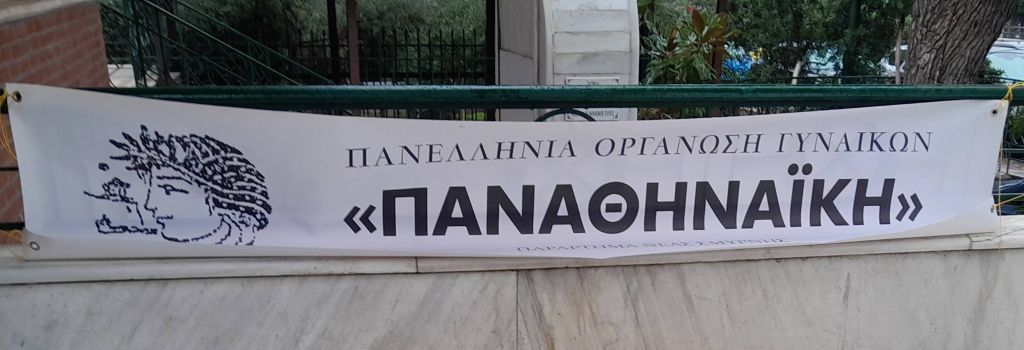 ΠΑΝΕΛΛΗΝΙΑ ΟΡΓΑΝΩΣΗ ΓΥΝΑΙΚΩΝ
«ΠΑΝΑΘΗΝΑΪΚΗ»
ΠΑΡΑΡΤΗΜΑ ΝΕΑΣ ΣΜΥΡΝΗΣ